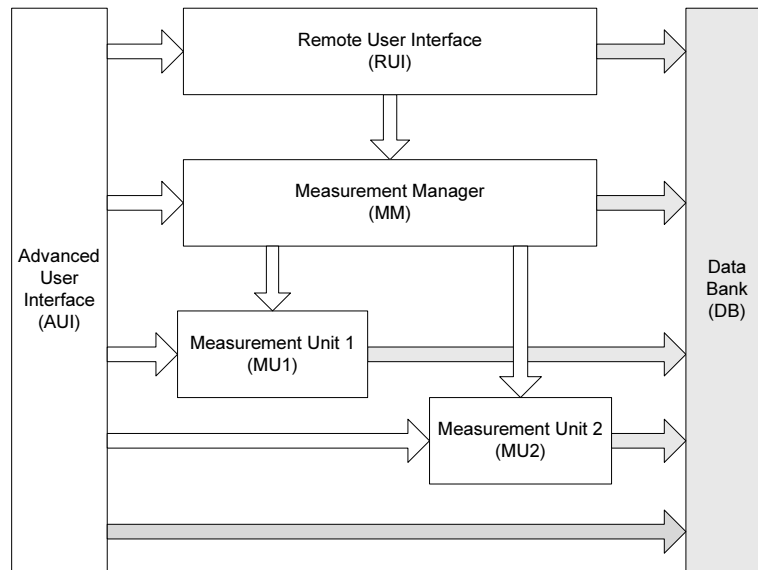 Remote User Interface
(RUI)
Measurement Manager
(MM)
Advanced
User
Interface
(AUI)
Data
Bank
(DB)
Measurement Unit 1
(MU1)
Measurement Unit 2
(MU2)